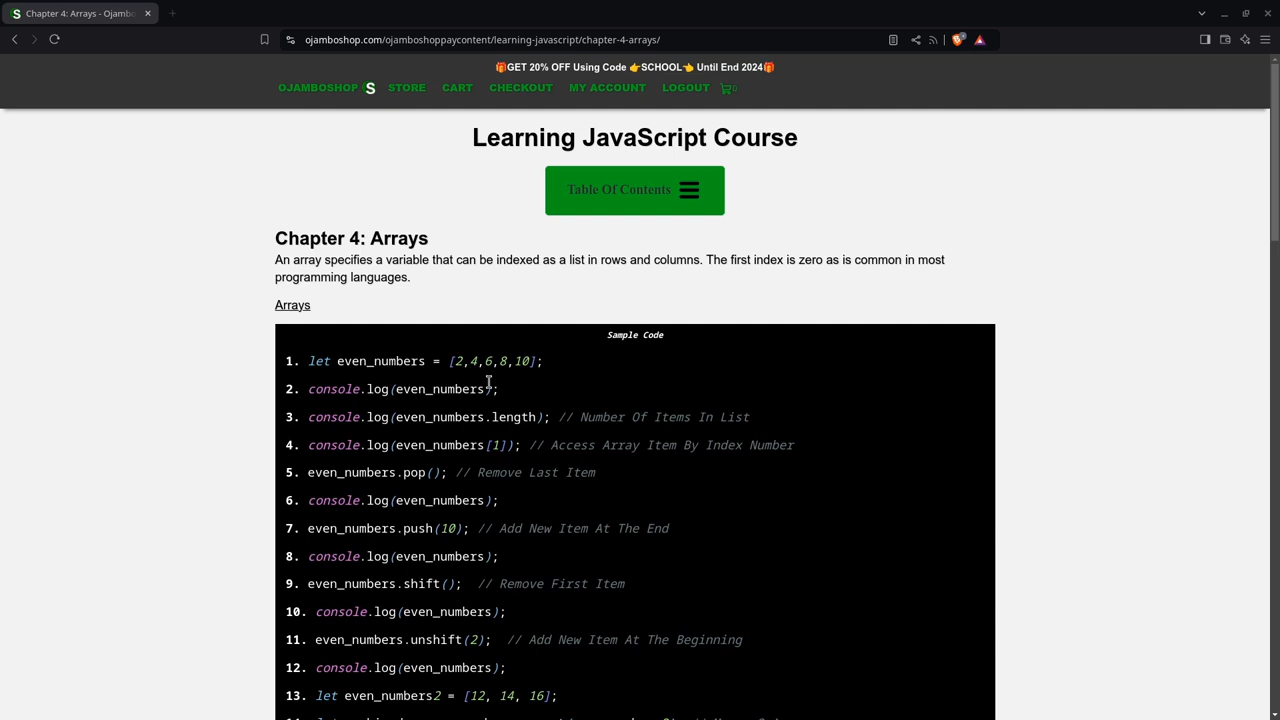 Chapter 4: Arrays - Ojambo
ojamboshop.com/ojamboshoppaycontent/learning-javascript/chapter-4-arrays/
🎁GET 20% OFF Using Code 👉SCHOOL👈 Until End 2024🎁
OJAMBOSHOP S STORE CART CHECKOUT MY ACCOUNT LOGOUT 0
Learning JavaScript Course
Table Of Contents
Chapter 4: Arrays
An array specifies a variable that can be indexed as a list in rows and columns. The first index is zero as is common in most
programming languages.
Arrays
Sample Code
1. let even_numbers = [2,4,6,8,10];
2. console.log(even_numbers);
3. console.log(even_numbers.length); // Number Of Items In List
4. console.log(even_numbers[1]); // Access Array Item By Index Number
5. even_numbers.pop(); // Remove Last Item
6. console.log(even_numbers);
7. even_numbers.push(10); // Add New Item At The End
8. console.log(even_numbers);
9. even_numbers.shift();  // Remove First Item
10. console.log(even_numbers);
11. even_numbers.unshift(2);  // Add New Item At The Beginning
12. console.log(even_numbers);
13. let even_numbers2 = [12, 14, 16];